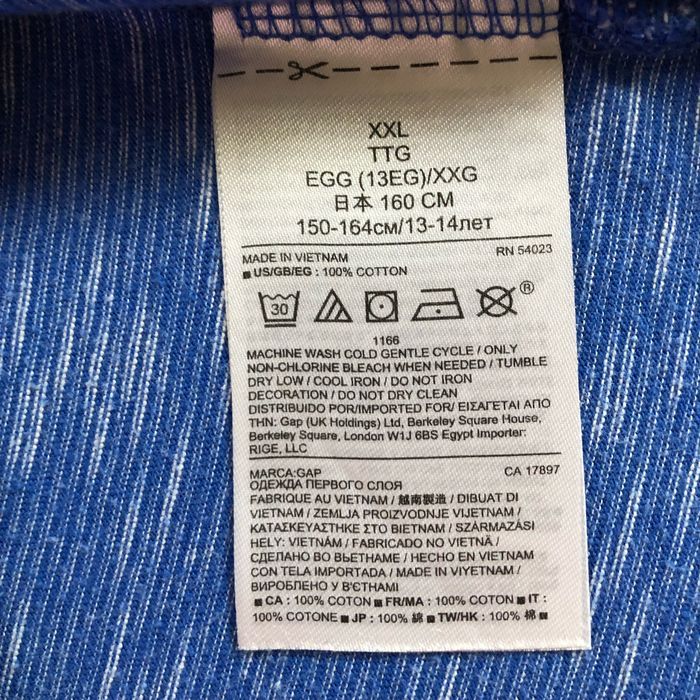 XXL
TTG
EGG (13EG)/XXG
日本 160 CM
150-164см/13-14лет
MADE IN VIETNAM RN 54023
■ US/GB/EG : 100% COTTON
30 ®
1166
MACHINE WASH COLD GENTLE CYCLE / ONLY
NON-CHLORINE BLEACH WHEN NEEDED / TUMBLE
DRY LOW / COOL IRON / DO NOT IRON
DECORATION / DO NOT DRY CLEAN
DISTRIBUIDO POR/IMPORTED FOR/ ΕΙΣΑΓΕΤΑΙ ΑΠΟ
ΤΗΝ: Gap (UK Holdings) Ltd, Berkeley Square House,
Berkeley Square, London W1J 6BS Egypt Importer:
RIGE, LLC
MARCA:GAP CA 17897
ОДЕЖДА ПЕРВОГО СЛОЯ
FABRIQUE AU VIETNAM / 越南製造 / DIBUAT DI
VIETNAM / ZEMLJA PROIZVODNJE VIJETNAM /
ΚΑΤΑΣΚΕΥΑΣΤΗΚΕ ΣΤΟ ΒΙΕΤΝΑΜ / SZÁRMAZÁSI
HELY: VIETNÁM / FABRICADO NO VIETNÃ /
СДЕЛАНО ВО ВЬЕТНАМЕ / HECHO EN VIETNAM
CON TELA IMPORTADA / MADE IN VIYETNAM /
ВИРОБЛЕНО У В'ЄТНАМІ
■ CA : 100% COTON ■ FR/MA : 100% COTON ■ IT :
100% COTONE ■ JP : 100% 綿 ■ TW/HK : 100% 棉 ■